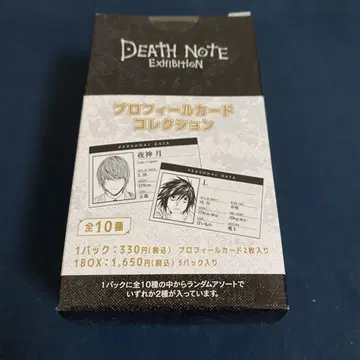 DEATH NOTE
EXHIBITION
プロフィールカード
コレクション
PERSONAL DATA
夜神 月
PERSONAL DATA
L
全10種
1パック:330円(税込) プロフィールカード2枚入り
1BOX:1,650円(税込) 5パック入り
1パックに全10種の中からランダムアソートで
いずれか2種が入っています。